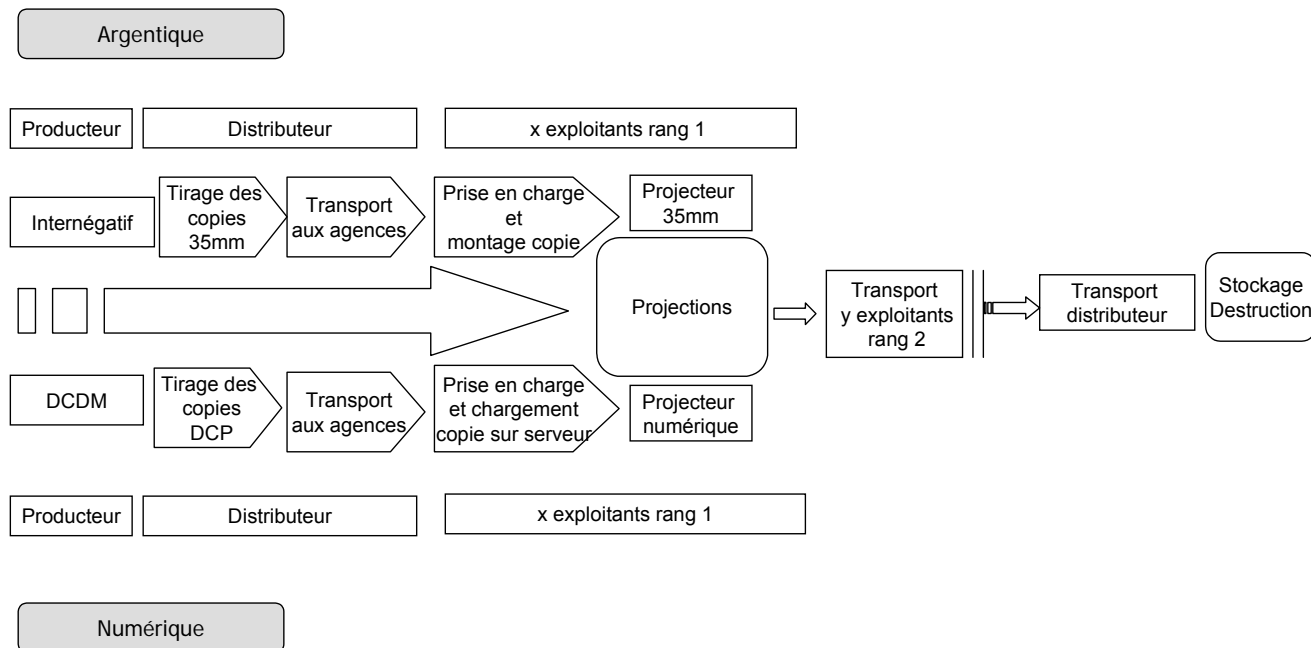 Argentique
Producteur
Distributeur
x exploitants rang 1
Internégatif
Tirage des
copies
35mm
Transport
aux agences
Prise en charge
et
montage copie
Projecteur
35mm
Projections
Transport
y exploitants
rang 2
Transport
distributeur
Stockage
Destruction
DCDM
Tirage des
copies
DCP
Transport
aux agences
Prise en charge
et chargement
copie sur serveur
Projecteur
numérique
Producteur
Distributeur
x exploitants rang 1
Numérique